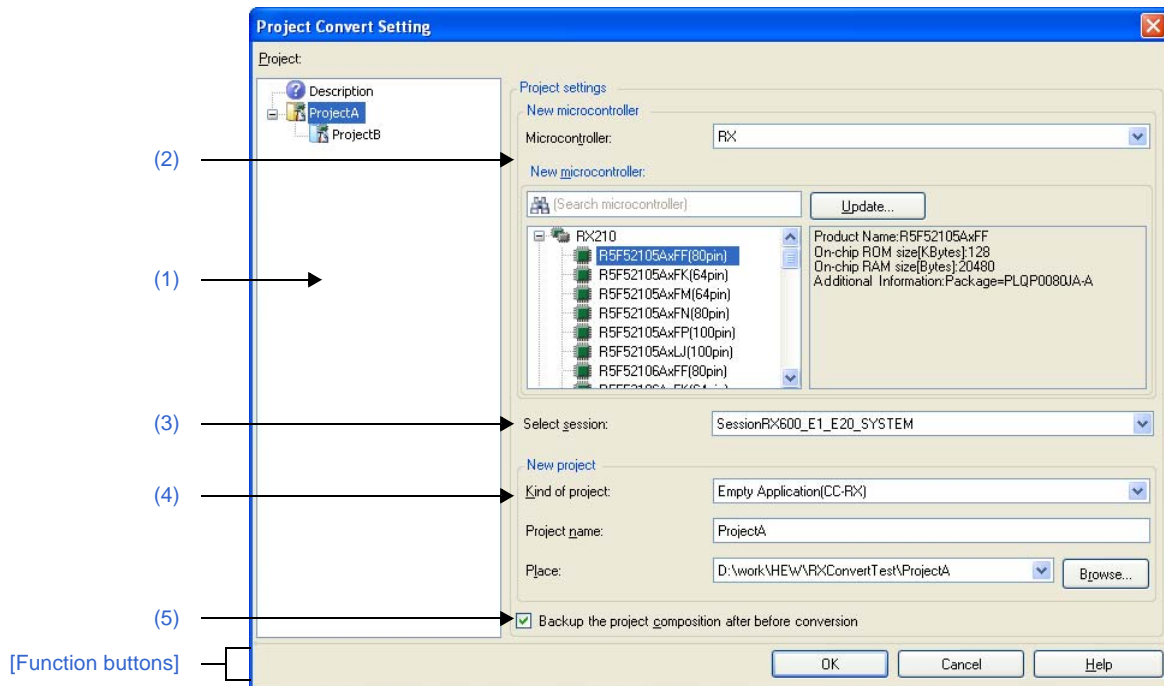 Project Convert Setting
Project:
Description
ProjectA
ProjectB
Project settings
New microcontroller
Microcontroller:
RX
New microcontroller:
(Search microcontroller)
Update...
RX210
R5F52105AxFF(80pin)
R5F52105AxFK(64pin)
R5F52105AxFM(64pin)
R5F52105AxFN(80pin)
R5F52105AxFP(100pin)
R5F52105AxLJ(100pin)
R5F52106AxFF(80pin)
Product Name:R5F52105AxFF
On-chip ROM size[KBytes]:128
On-chip RAM size[Bytes]:20480
Additional Information:Package=PLQP0080JA-A
Select session:
SessionRX600_E1_E20_SYSTEM
New project
Kind of project:
Empty Application(CC-RX)
Project name:
ProjectA
Place:
D:\work\HEW\RXConvertTest\ProjectA
Browse...
Backup the project composition after before conversion
OK
Cancel
Help
(2)
(1)
(3)
(4)
(5)
[Function buttons]